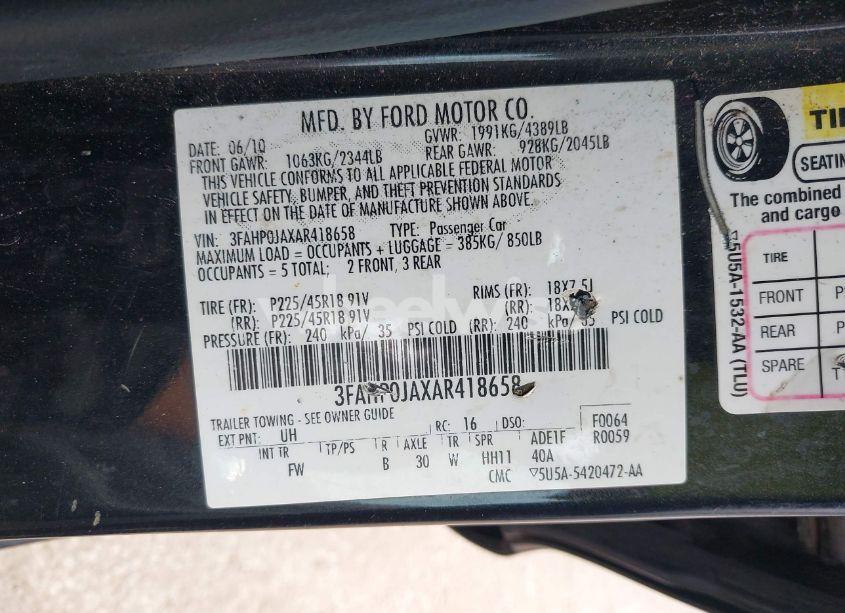 MFD. BY FORD MOTOR CO.
DATE: 06/10 GVWR: 1991KG/4389LB
FRONT GAWR: 1063KG/2344LB REAR GAWR: 928KG/2045LB
THIS VEHICLE CONFORMS TO ALL APPLICABLE FEDERAL MOTOR
VEHICLE SAFETY, BUMPER, AND THEFT PREVENTION STANDARDS
IN EFFECT ON THE DATE OF MANUFACTURE SHOWN ABOVE.
VIN: 3FAHP0JAXAR418658 TYPE: Passenger Car
MAXIMUM LOAD = OCCUPANTS + LUGGAGE = 385KG/ 850LB
OCCUPANTS = 5 TOTAL; 2 FRONT, 3 REAR
TIRE (FR): P225/45R18 91V RIMS (FR): 18X7.5J
(RR): P225/45R18 91V (RR):
PRESSURE (FR): 240 kPa/ 35 PSI COLD (RR): 240 kPa/ 35 PSI COLD
3FAHP0JAXAR418658
TRAILER TOWING - SEE OWNER GUIDE
EXT PNT: UH RC: 16 DSO: F0064
R0059
INT TR TP/PS R AXLE TR SPR ADE1F
FW B 30 W HH11 40A
CMC ▽5U5A-5420472-AA
▽5U5A-1532-AA (TLU)
SEATING
The combined
and cargo
TIRE
FRONT
REAR
SPARE